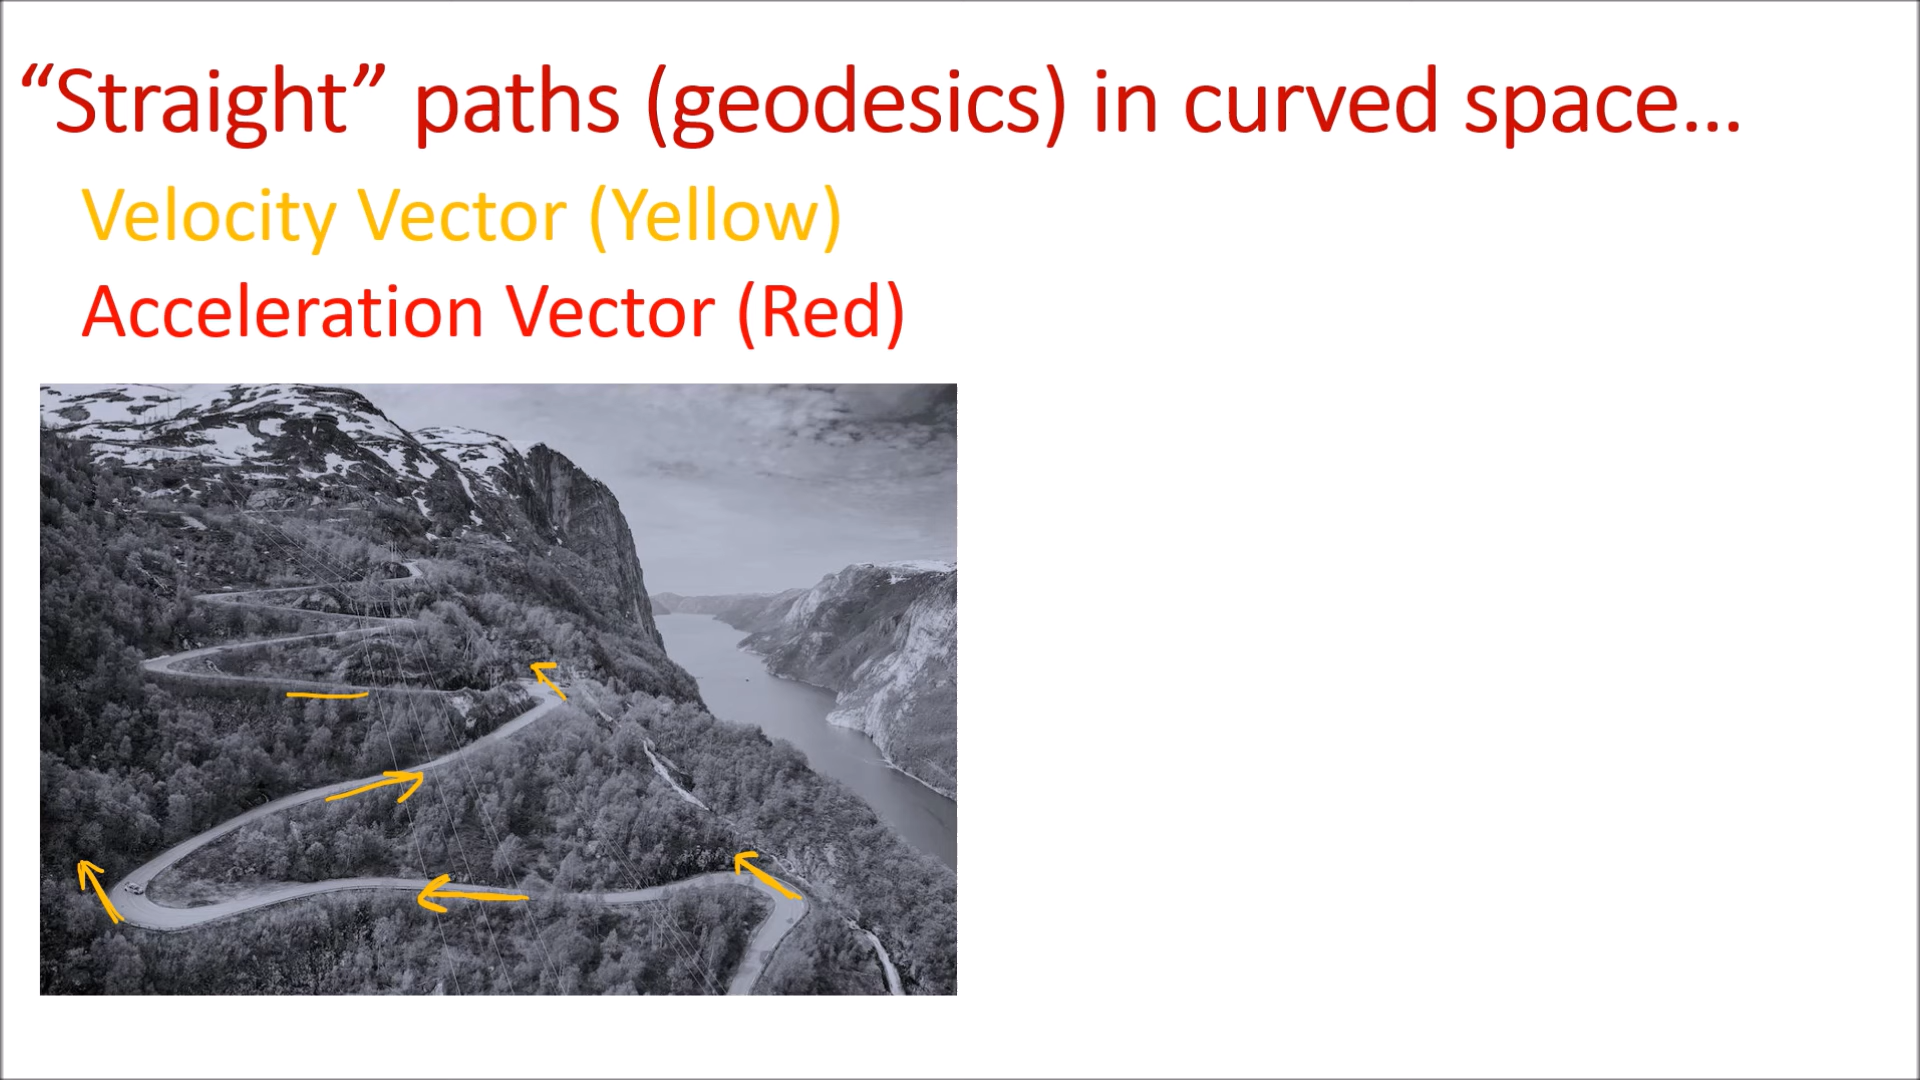 “Straight” paths (geodesics) in curved space...
Velocity Vector (Yellow)
Acceleration Vector (Red)